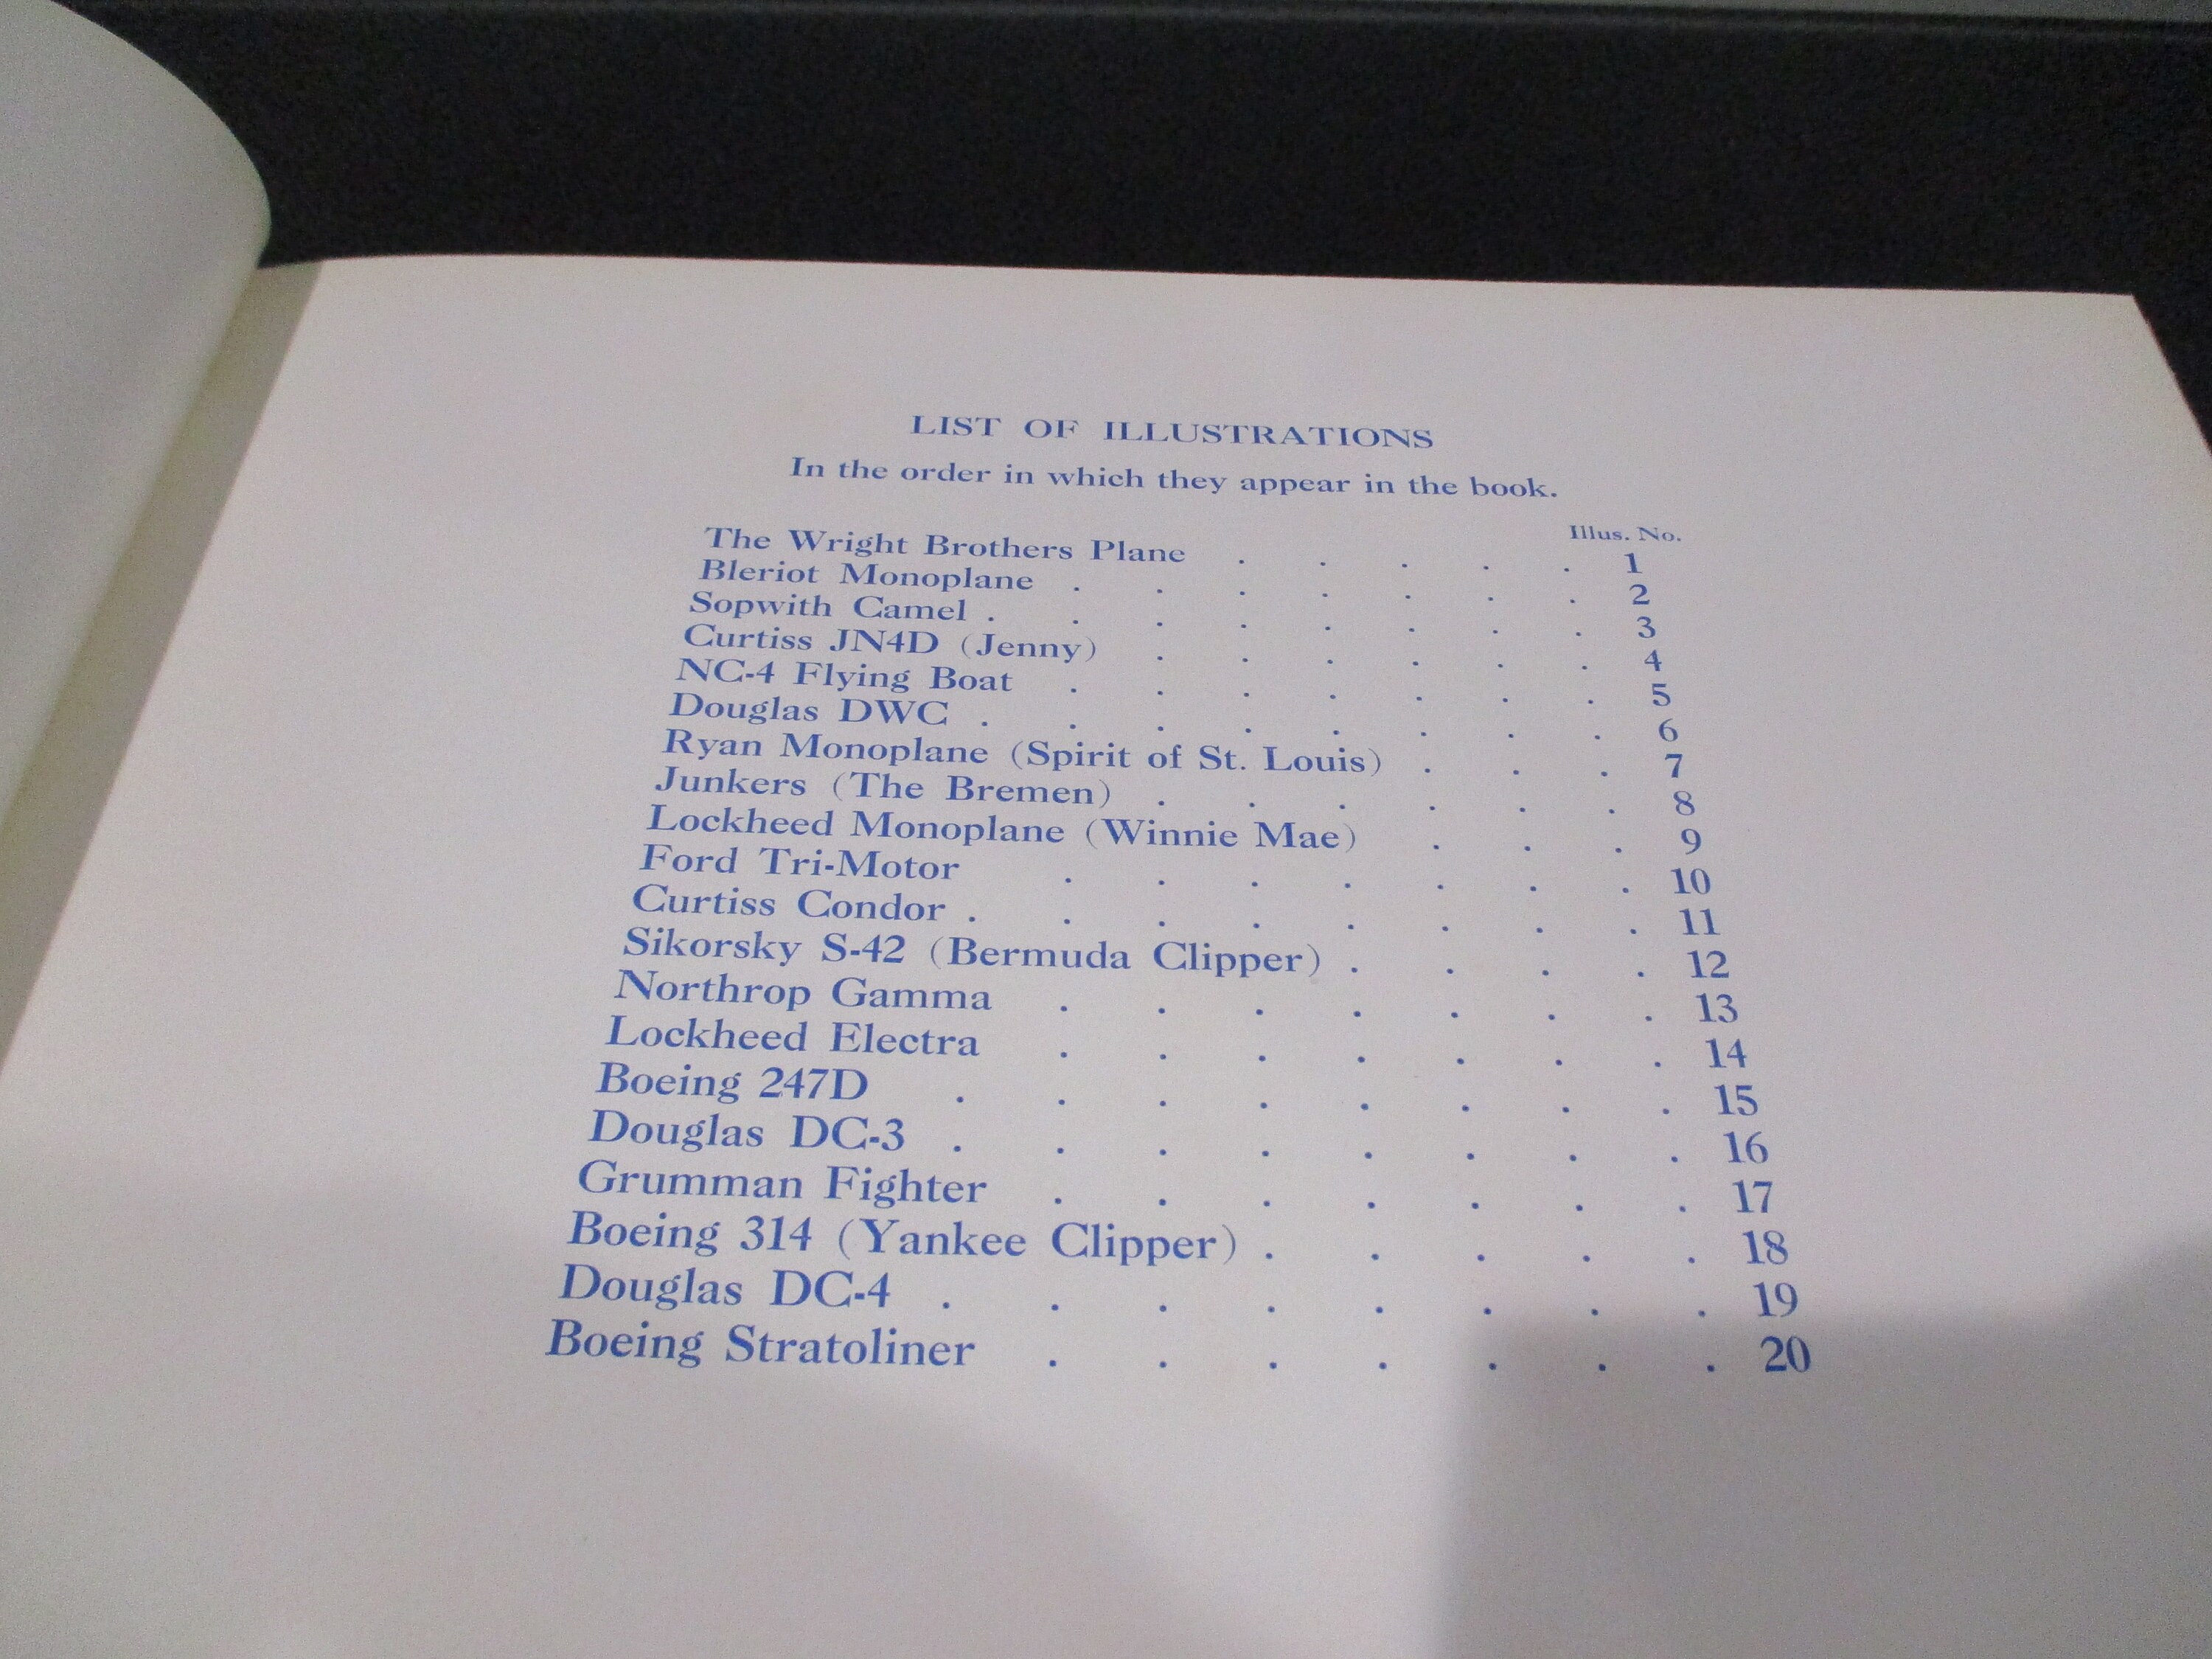 LIST OF ILLUSTRATIONS
In the order in which they appear in the book.
Illus. No.
The Wright Brothers Plane . . . . . 1
Bleriot Monoplane . . . . . . . 2
Sopwith Camel . . . . . . . . 3
Curtiss JN4D (Jenny) . . . . . . 4
NC-4 Flying Boat . . . . . . . 5
Douglas DWC . . . . . . . . 6
Ryan Monoplane (Spirit of St. Louis) . . . 7
Junkers (The Bremen) . . . . . . 8
Lockheed Monoplane (Winnie Mae) . . . 9
Ford Tri-Motor . . . . . . . 10
Curtiss Condor . . . . . . . . 11
Sikorsky S-42 (Bermuda Clipper) . . . . 12
Northrop Gamma . . . . . . . 13
Lockheed Electra . . . . . . . 14
Boeing 247D . . . . . . . . 15
Douglas DC-3 . . . . . . . . 16
Grumman Fighter . . . . . . . 17
Boeing 314 (Yankee Clipper) . . . . . 18
Douglas DC-4 . . . . . . . . 19
Boeing Stratoliner . . . . . . . 20